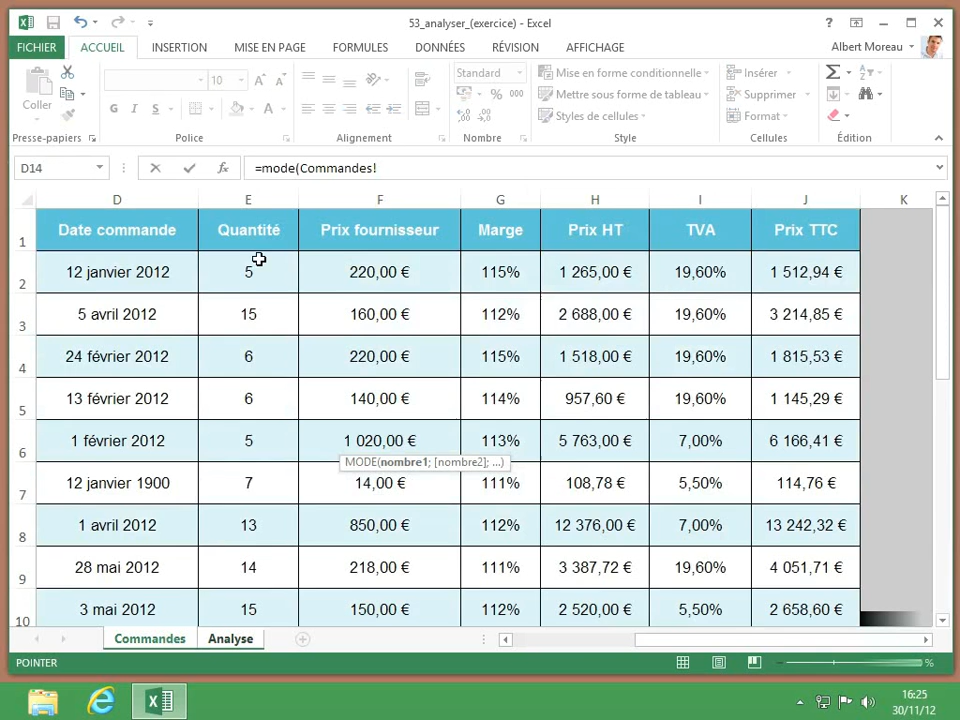 53_analyser_(exercice) - Excel
FICHIER ACCUEIL INSERTION MISE EN PAGE FORMULES DONNÉES RÉVISION AFFICHAGE Albert Moreau
Coller
Presse-papiers
10
G I S
Police
Alignement
Standard
% 000
Nombre
Mise en forme conditionnelle
Mettre sous forme de tableau
Styles de cellules
Style
Insérer
Supprimer
Format
Cellules
Édition
D14 fx =mode(Commandes!
D E F G H I J K
1 Date commande Quantité Prix fournisseur Marge Prix HT TVA Prix TTC
2 12 janvier 2012 5 220,00 € 115% 1 265,00 € 19,60% 1 512,94 €
3 5 avril 2012 15 160,00 € 112% 2 688,00 € 19,60% 3 214,85 €
4 24 février 2012 6 220,00 € 115% 1 518,00 € 19,60% 1 815,53 €
5 13 février 2012 6 140,00 € 114% 957,60 € 19,60% 1 145,29 €
6 1 février 2012 5 1 020,00 € 113% 5 763,00 € 7,00% 6 166,41 €
MODE(nombre1; [nombre2]; ...)
7 12 janvier 1900 7 14,00 € 111% 108,78 € 5,50% 114,76 €
8 1 avril 2012 13 850,00 € 112% 12 376,00 € 7,00% 13 242,32 €
9 28 mai 2012 14 218,00 € 111% 3 387,72 € 19,60% 4 051,71 €
10 3 mai 2012 15 150,00 € 112% 2 520,00 € 5,50% 2 658,60 €
Commandes Analyse
POINTER %
16:25
30/11/12